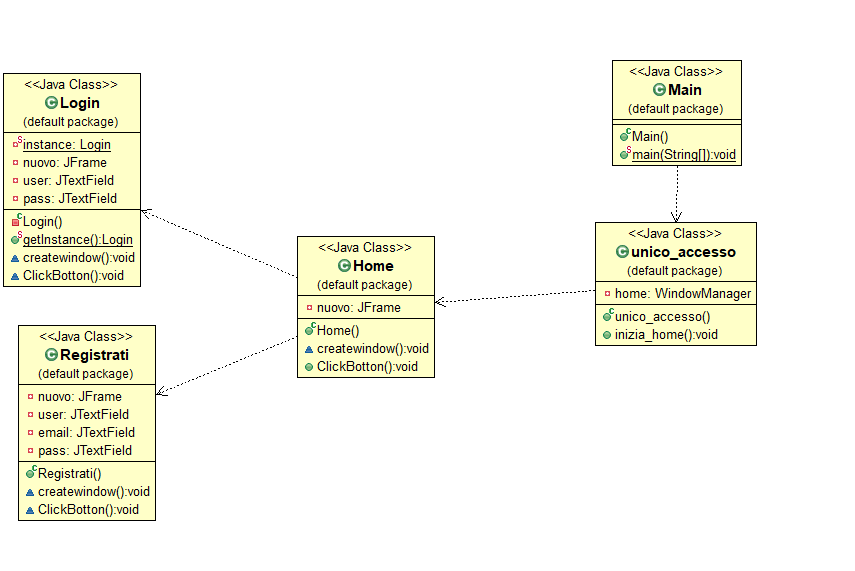 <<Java Class>>
Login
(default package)
instance: Login
nuovo: JFrame
user: JTextField
pass: JTextField
Login()
getInstance():Login
createwindow():void
ClickBotton():void
<<Java Class>>
Registrati
(default package)
nuovo: JFrame
user: JTextField
email: JTextField
pass: JTextField
Registrati()
createwindow():void
ClickBotton():void
<<Java Class>>
Home
(default package)
nuovo: JFrame
Home()
createwindow():void
ClickBotton():void
<<Java Class>>
Main
(default package)
Main()
main(String[]):void
<<Java Class>>
unico_accesso
(default package)
home: WindowManager
unico_accesso()
inizia_home():void